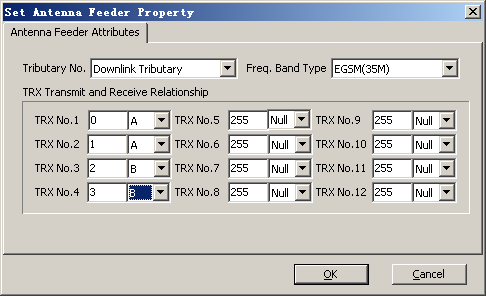 Set Antenna Feeder Property
Antenna Feeder Attributes
Tributary No. Downlink Tributary Freq. Band Type EGSM(35M)
TRX Transmit and Receive Relationship
TRX No.1 0 A TRX No.5 255 Null TRX No.9 255 Null
TRX No.2 1 A TRX No.6 255 Null TRX No.10 255 Null
TRX No.3 2 B TRX No.7 255 Null TRX No.11 255 Null
TRX No.4 3 B TRX No.8 255 Null TRX No.12 255 Null
OK Cancel